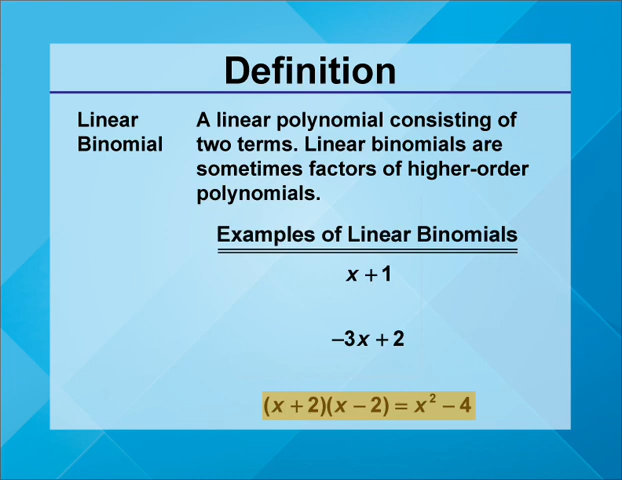 Definition
Linear
Binomial
A linear polynomial consisting of
two terms. Linear binomials are
sometimes factors of higher-order
polynomials.
Examples of Linear Binomials
x + 1
−3x + 2
(x + 2)(x − 2) = x² − 4